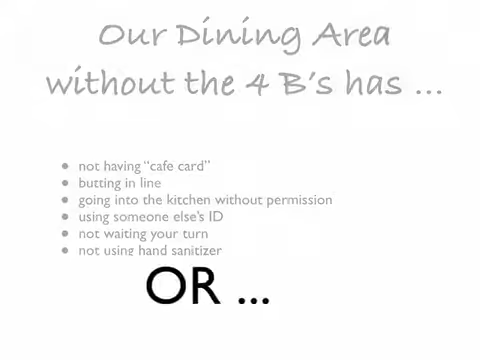 Our Dining Area
without the 4 B's has ...
• not having “cafe card”
• butting in line
• going into the kitchen without permission
• using someone else's ID
• not waiting your turn
• not using hand sanitizer
OR ...